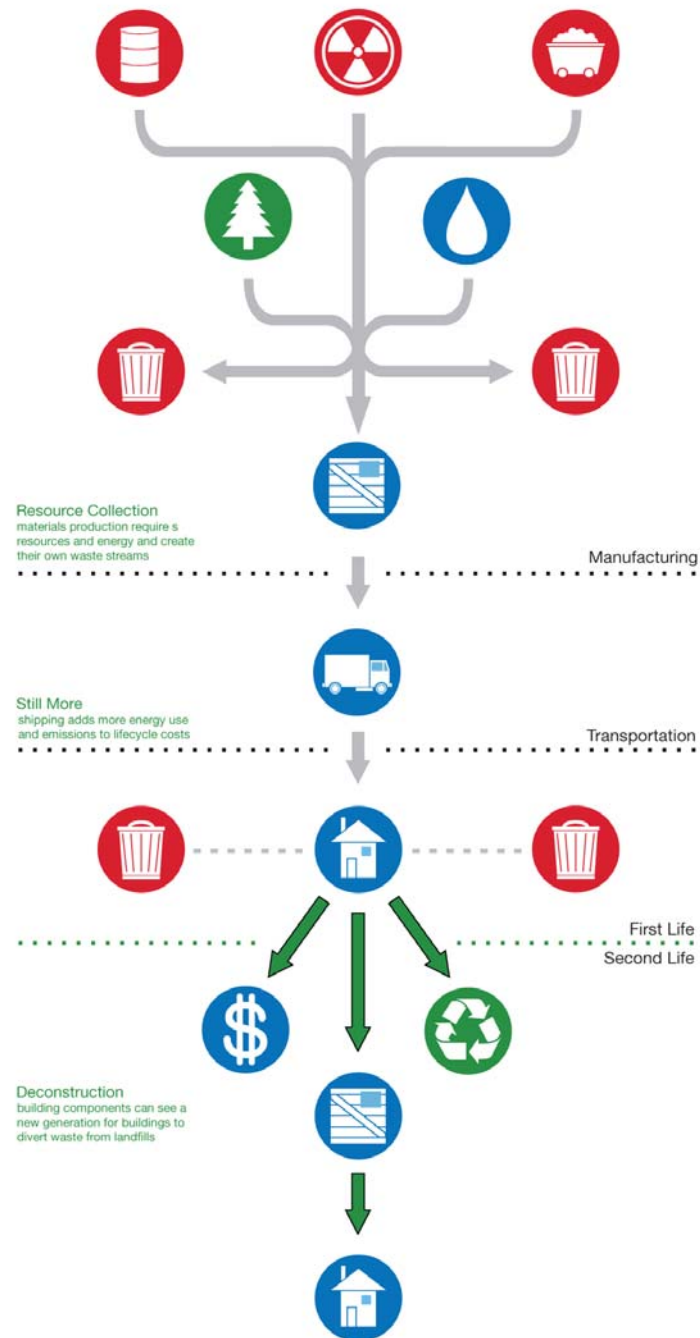 Resource Collection
materials production require s
resources and energy and create
their own waste streams
Manufacturing
Still More
shipping adds more energy use
and emissions to lifecycle costs
Transportation
First Life
Second Life
$
Deconstruction
building components can see a
new generation for buildings to
divert waste from landfills